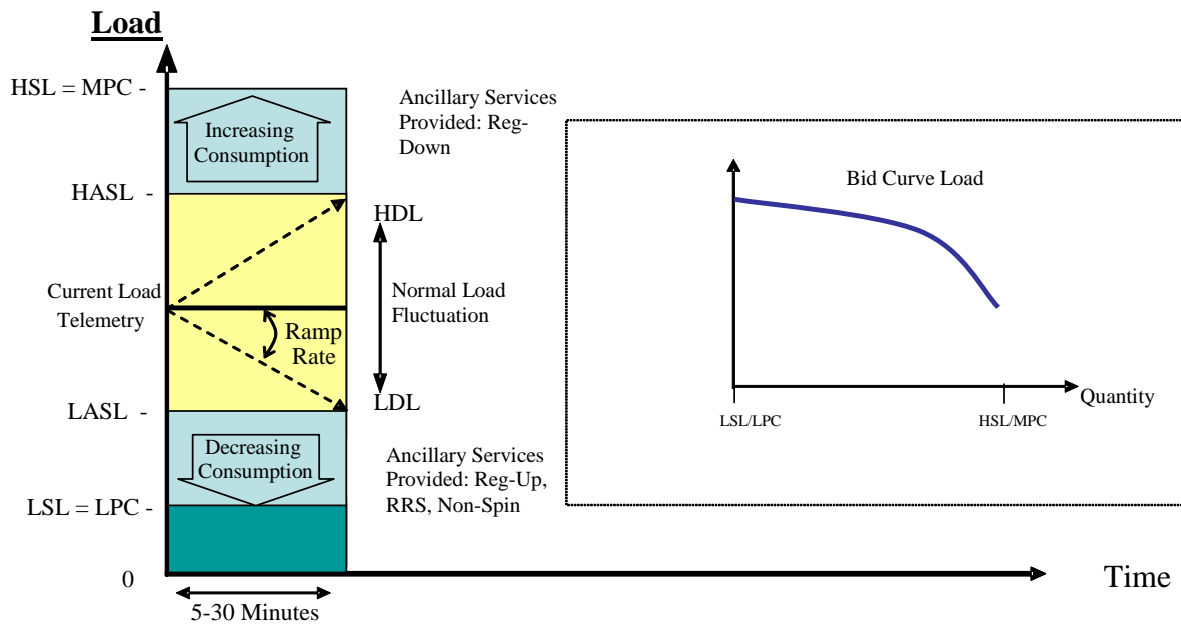 Load
HSL = MPC -
Increasing
Consumption
Ancillary Services
Provided: Reg-
Down
HASL -
HDL
Current Load
Telemetry
Normal Load
Fluctuation
Ramp
Rate
LDL
LASL -
Decreasing
Consumption
Ancillary Services
Provided: Reg-Up,
RRS, Non-Spin
LSL = LPC -
0
5-30 Minutes
Time
Bid Curve Load
Quantity
LSL/LPC
HSL/MPC